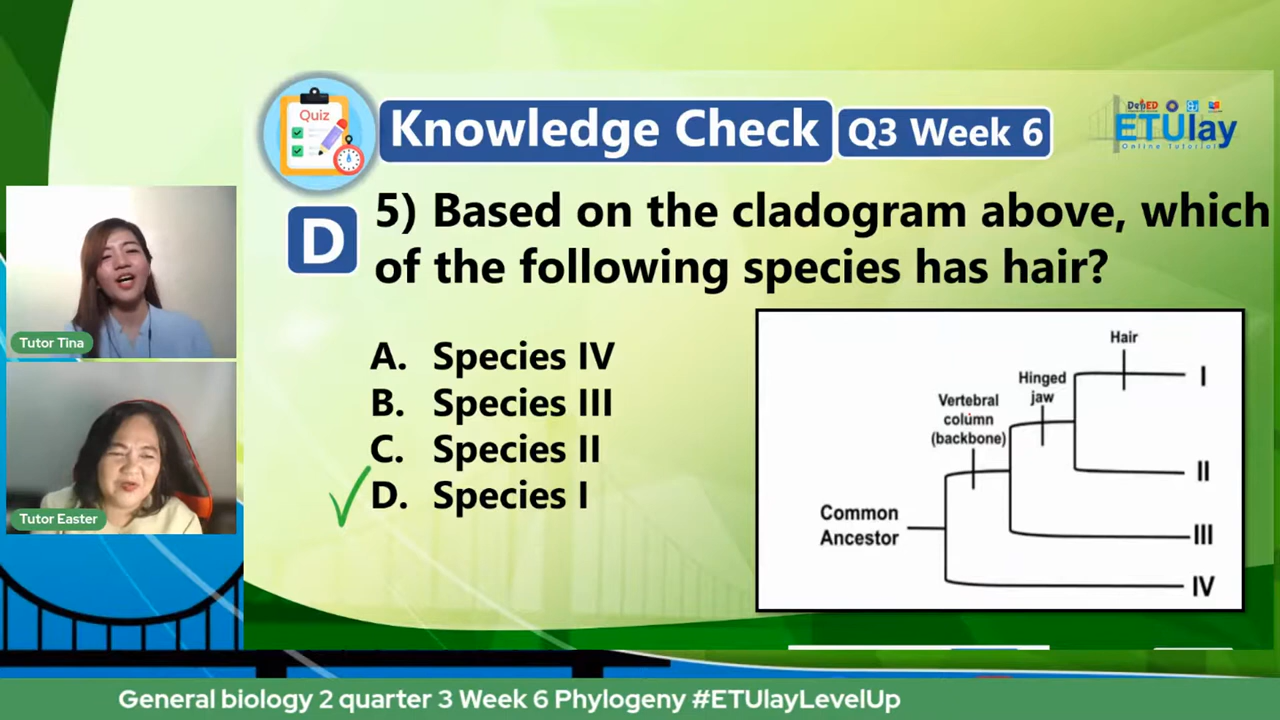 Quiz
Knowledge Check
Q3 Week 6
DepED
ETUlay
Online Tutorial
D
5) Based on the cladogram above, which
of the following species has hair?
A. Species IV
B. Species III
C. Species II
D. Species I
Hair
I
Hinged
jaw
Vertebral
column
(backbone)
II
Common
Ancestor
III
IV
Tutor Tina
Tutor Easter
General biology 2 quarter 3 Week 6 Phylogeny #ETUlayLevelUp